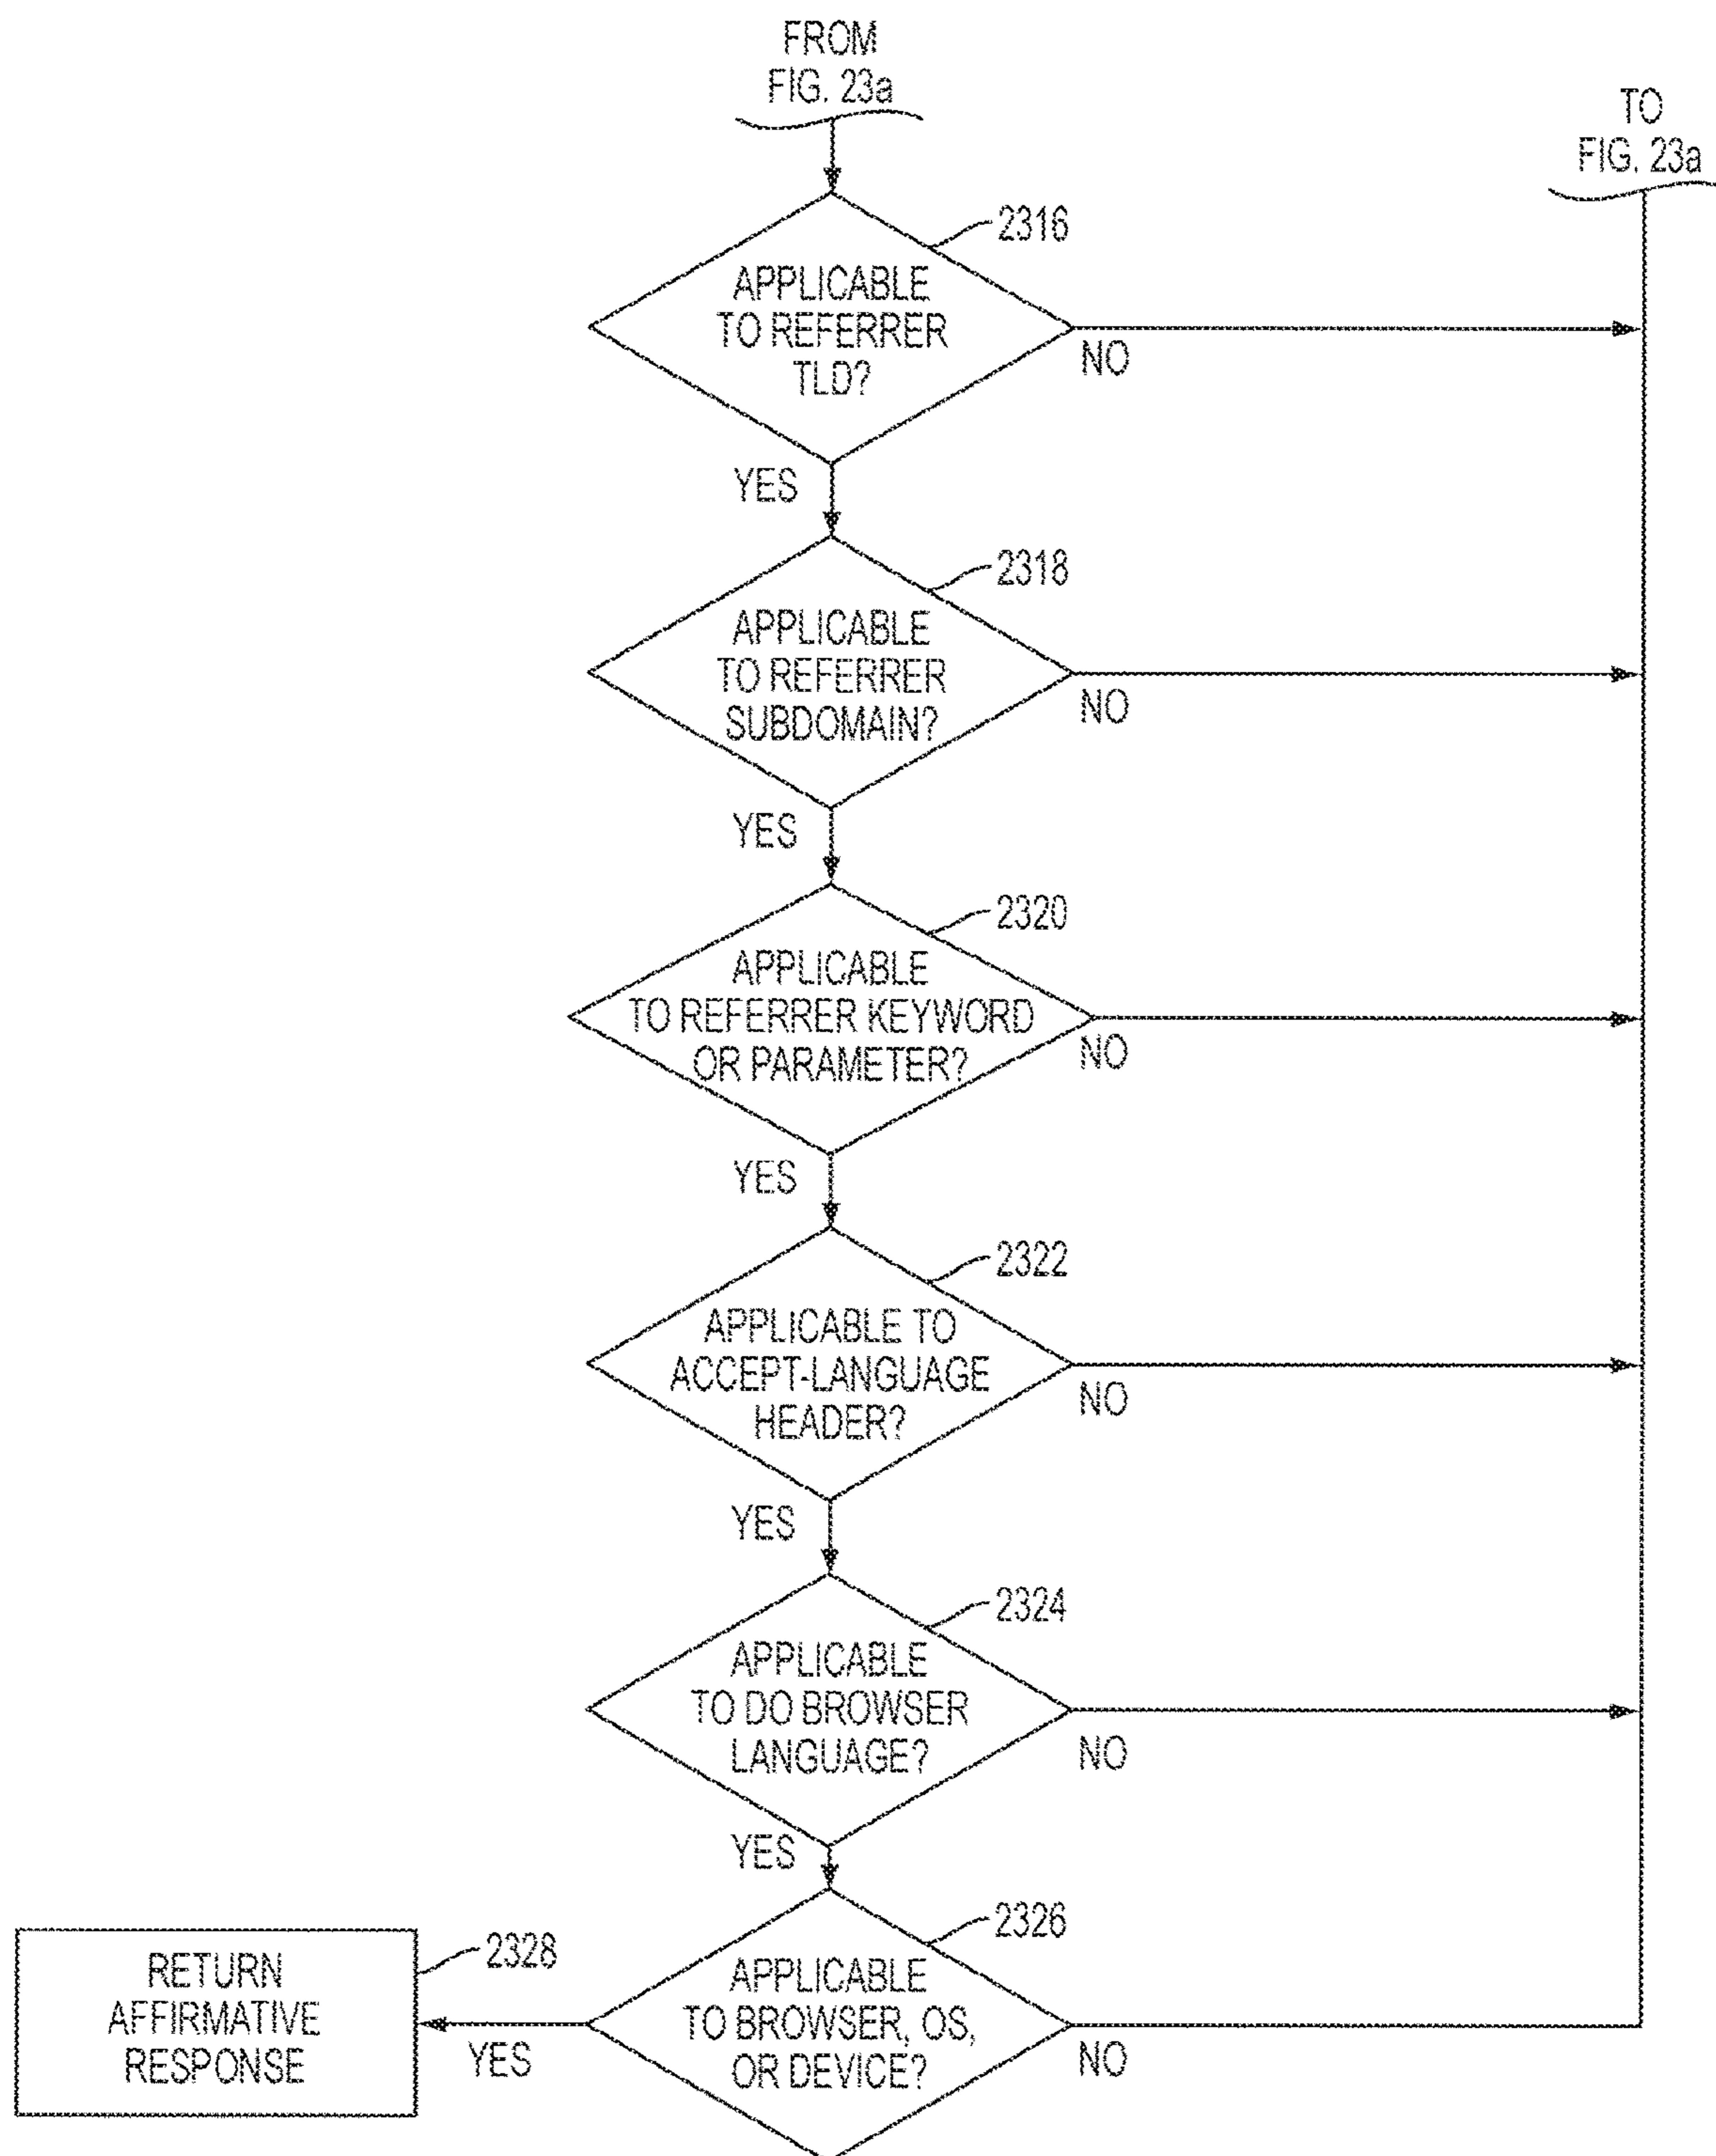 FROM
FIG. 23a
TO
FIG. 23a
2316
APPLICABLE
TO REFERRER
TLD?
NO
YES
2318
APPLICABLE
TO REFERRER
SUBDOMAIN?
NO
YES
2320
APPLICABLE
TO REFERRER KEYWORD
OR PARAMETER?
NO
YES
2322
APPLICABLE TO
ACCEPT-LANGUAGE
HEADER?
NO
YES
2324
APPLICABLE
TO DO BROWSER
LANGUAGE?
NO
YES
2326
APPLICABLE
TO BROWSER, OS,
OR DEVICE?
NO
YES
2328
RETURN
AFFIRMATIVE
RESPONSE